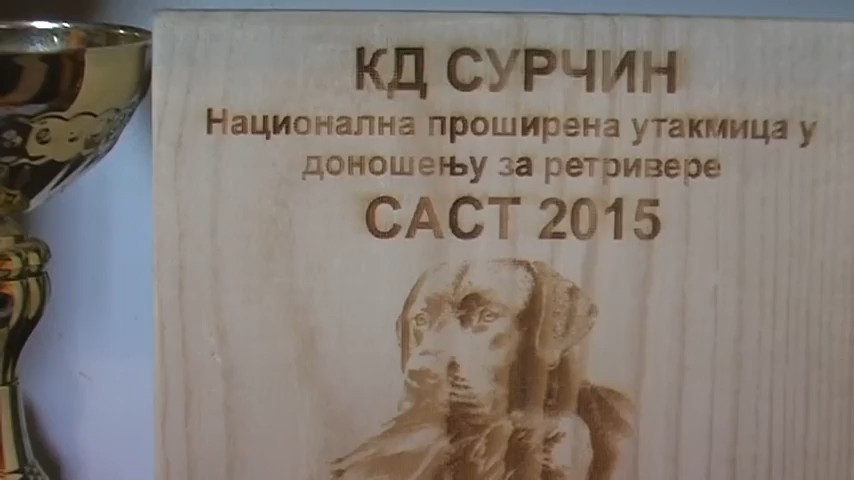 КД СУРЧИН
Национална проширена утакмица у
доношењу за ретривере
САСТ 2015